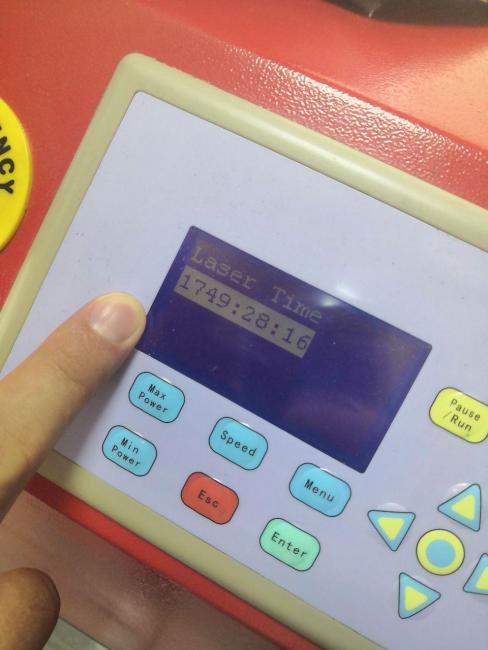 NCY
Laser Time
1749:28:16
Max
Power
Speed
Pause
/Run
Min
Power
Menu
Esc
Enter